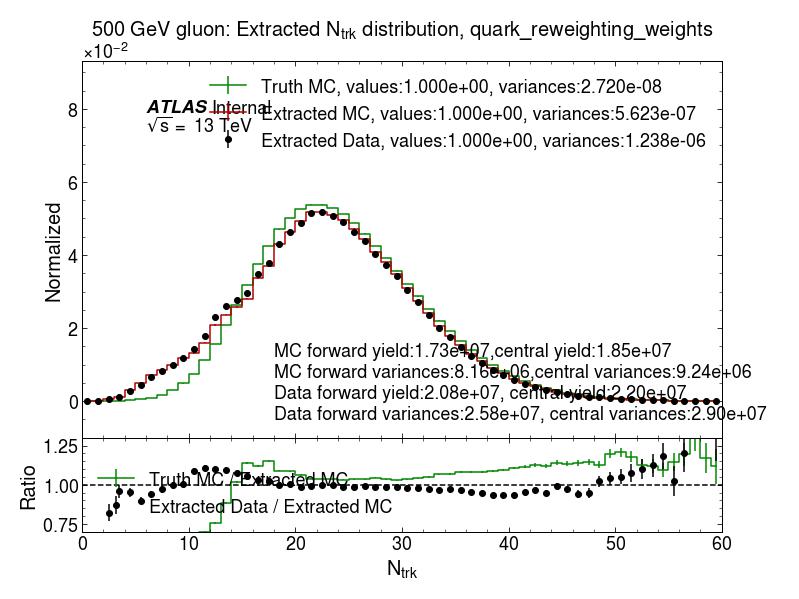 500 GeV gluon: Extracted N_trk distribution, quark_reweighting_weights
×10^−2
Truth MC, values:1.000e+00, variances:2.720e-08
ATLAS Internal
Extracted MC, values:1.000e+00, variances:5.623e-07
√s = 13 TeV
Extracted Data, values:1.000e+00, variances:1.238e-06
8
6
4
2
0
Normalized
MC forward yield:1.73e+07,central yield:1.85e+07
MC forward variances:8.16e+06,central variances:9.24e+06
Data forward yield:2.08e+07, central yield:2.20e+07
Data forward variances:2.58e+07, central variances:2.90e+07
1.25
1.00
0.75
Ratio
Truth MC / Extracted MC
Extracted Data / Extracted MC
0 10 20 30 40 50 60
N_trk